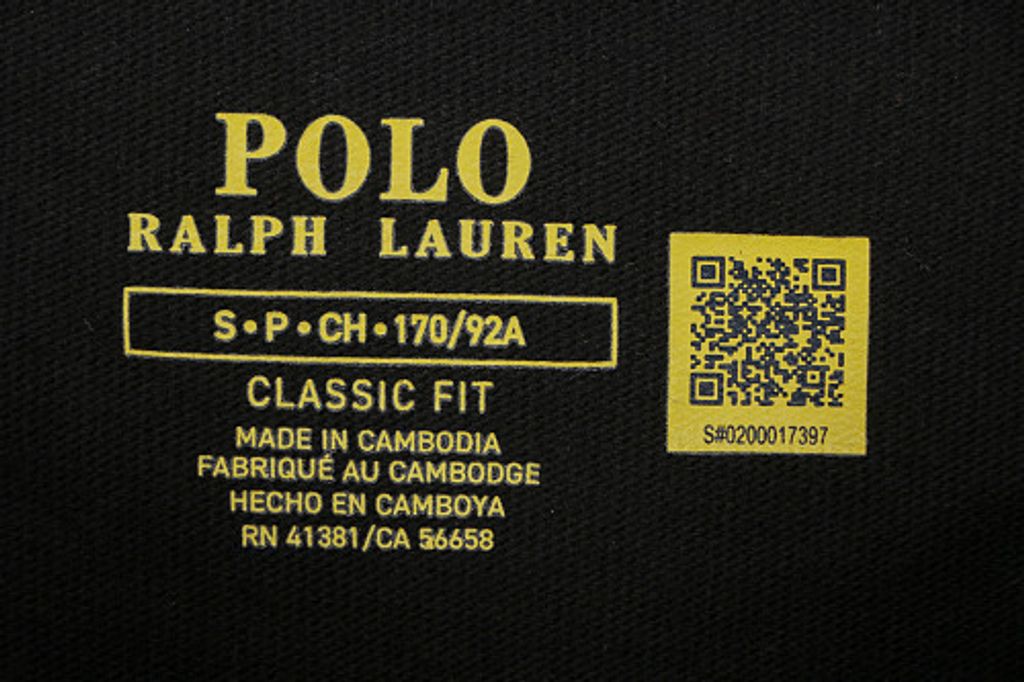 POLO
RALPH LAUREN
S•P•CH•170/92A
CLASSIC FIT
MADE IN CAMBODIA
FABRIQUÉ AU CAMBODGE
HECHO EN CAMBOYA
RN 41381/CA 56658
S#0200017397